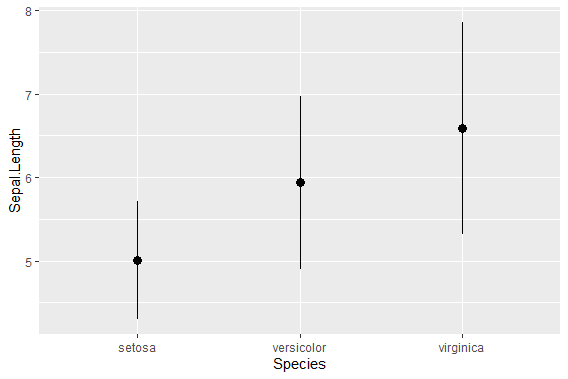 8
7
6
5
Sepal.Length
setosa
versicolor
virginica
Species